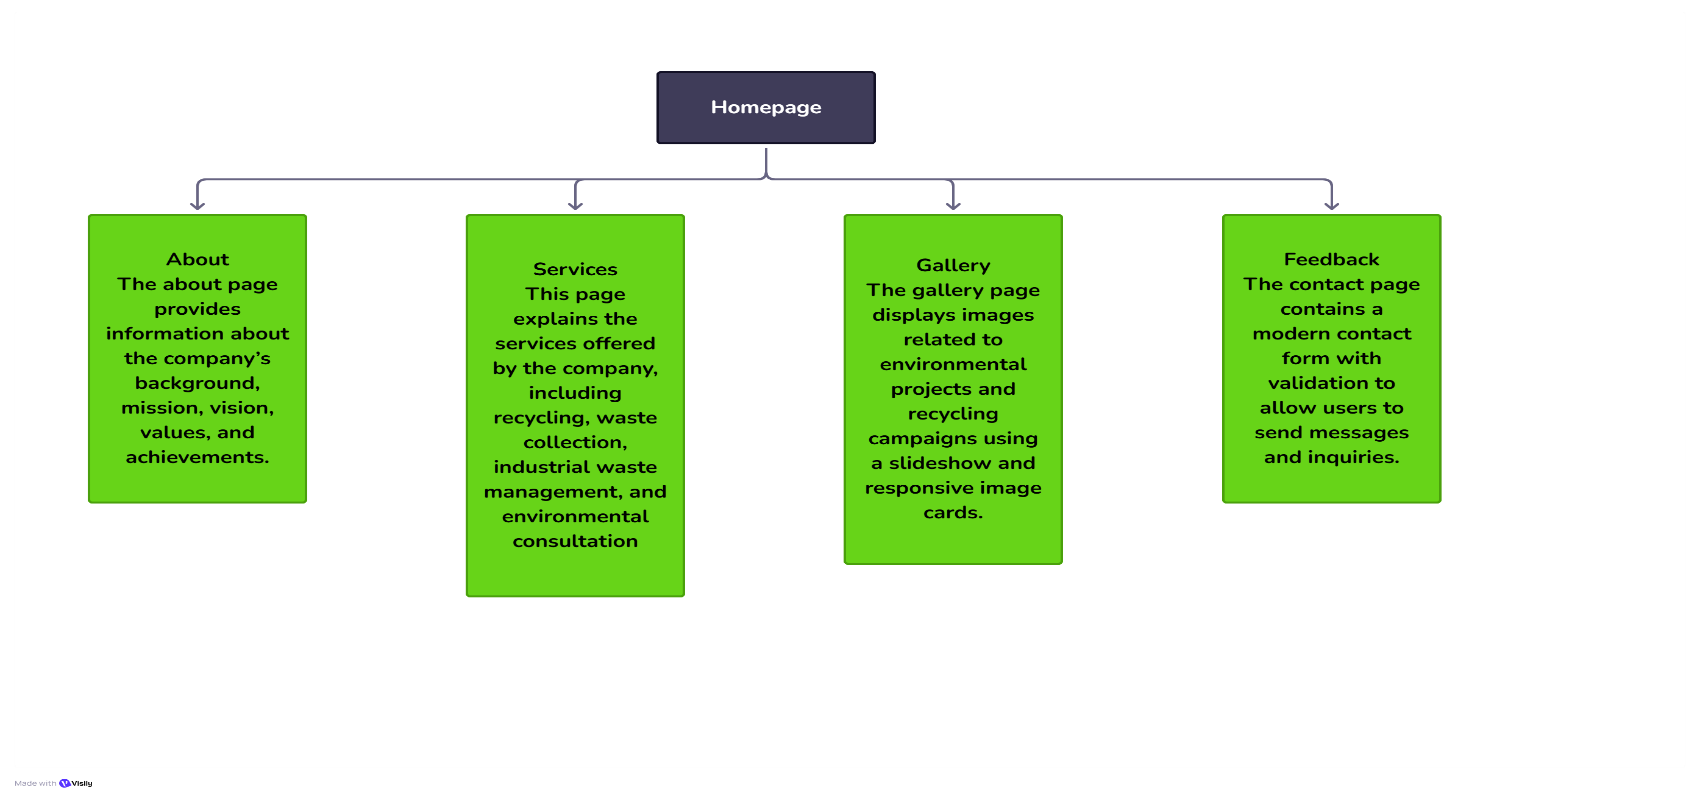 Homepage
About
The about page
provides
information about
the company’s
background,
mission, vision,
values, and
achievements.
Services
This page
explains the
services offered
by the company,
including
recycling, waste
collection,
industrial waste
management, and
environmental
consultation
Gallery
The gallery page
displays images
related to
environmental
projects and
recycling
campaigns using
a slideshow and
responsive image
cards.
Feedback
The contact page
contains a
modern contact
form with
validation to
allow users to
send messages
and inquiries.
Made with Visily